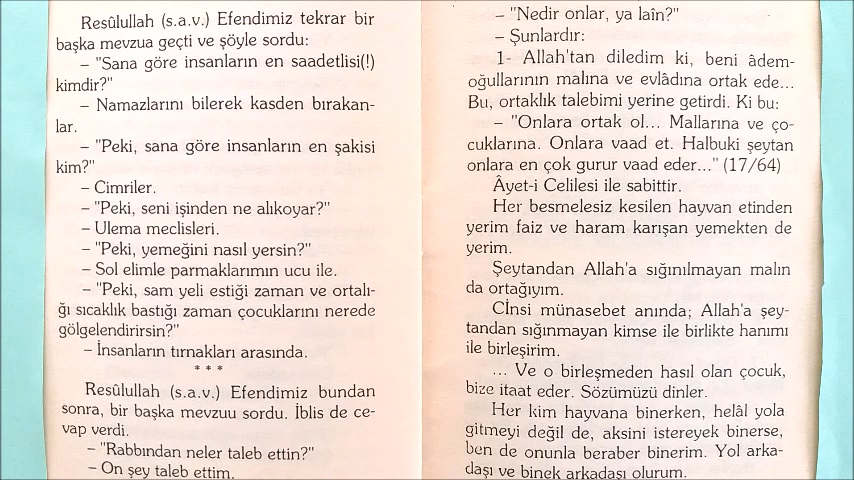 Resûlullah (s.a.v.) Efendimiz tekrar bir
başka mevzua geçti ve şöyle sordu:
– "Sana göre insanların en saadetlisi(!)
kimdir?"
– Namazlarını bilerek kasden bırakan-
lar.
– "Peki, sana göre insanların en şakisi
kim?"
– Cimriler.
– "Peki, seni işinden ne alıkoyar?"
– Ulema meclisleri.
– "Peki, yemeğini nasıl yersin?"
– Sol elimle parmaklarımın ucu ile.
– "Peki, sam yeli estiği zaman ve ortalı-
ğı sıcaklık bastığı zaman çocuklarını nerede
gölgelendirirsin?"
– İnsanların tırnakları arasında.
* * *
Resûlullah (s.a.v.) Efendimiz bundan
sonra, bir başka mevzuu sordu. İblis de ce-
vap verdi.
– "Rabbından neler taleb ettin?"
– On şey taleb ettim.
– "Nedir onlar, ya laîn?"
– Şunlardır:
1- Allah'tan diledim ki, beni âdem-
oğullarının malına ve evlâdına ortak ede...
Bu, ortaklık talebimi yerine getirdi. Ki bu:
– "Onlara ortak ol... Mallarına ve ço-
cuklarına. Onlara vaad et. Halbuki şeytan
onlara en çok gurur vaad eder..." (17/64)
Âyet-i Celilesi ile sabittir.
Her besmelesiz kesilen hayvan etinden
yerim faiz ve haram karışan yemekten de
yerim.
Şeytandan Allah'a sığınılmayan malın
da ortağıyım.
Cİnsi münasebet anında; Allah'a şey-
tandan sığınmayan kimse ile birlikte hanımı
ile birleşirim.
... Ve o birleşmeden hasıl olan çocuk,
bize itaat eder. Sözümüzü dinler.
Her kim hayvana binerken, helâl yola
gitmeyi değil de, aksini istereyek binerse,
ben de onunla beraber binerim. Yol arka-
daşı ve binek arkadaşı olurum.